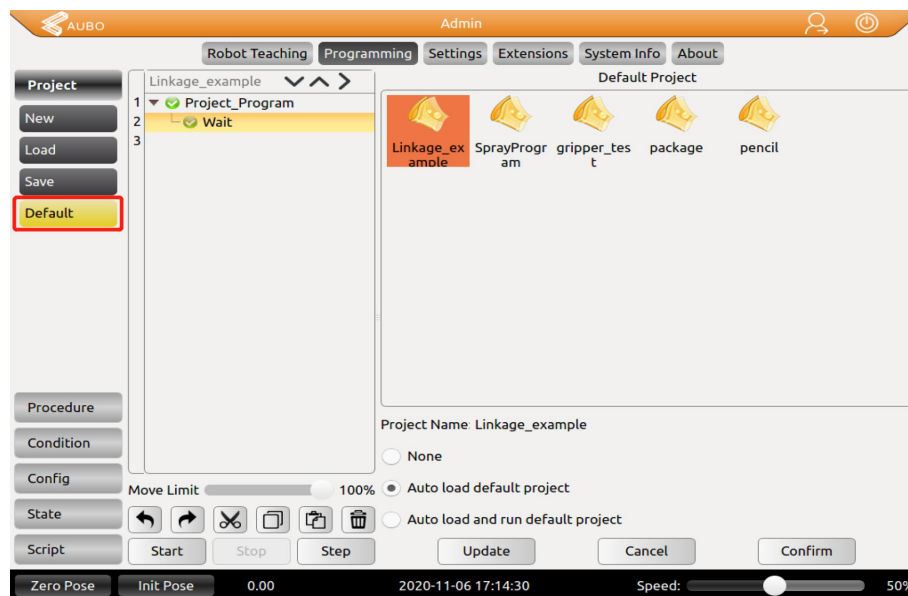 AUBO
Admin
Robot Teaching Programming Settings Extensions System Info About
Project
New
Load
Save
Default
Linkage_example
1 Project_Program
2 Wait
3
Default Project
Linkage_ex
ample
SprayProgr
am
gripper_tes
t
package
pencil
Procedure
Condition
Config
State
Script
Move Limit 100%
Start Stop Step
Project Name: Linkage_example
None
Auto load default project
Auto load and run default project
Update Cancel Confirm
Zero Pose Init Pose 0.00 2020-11-06 17:14:30 Speed: 50%